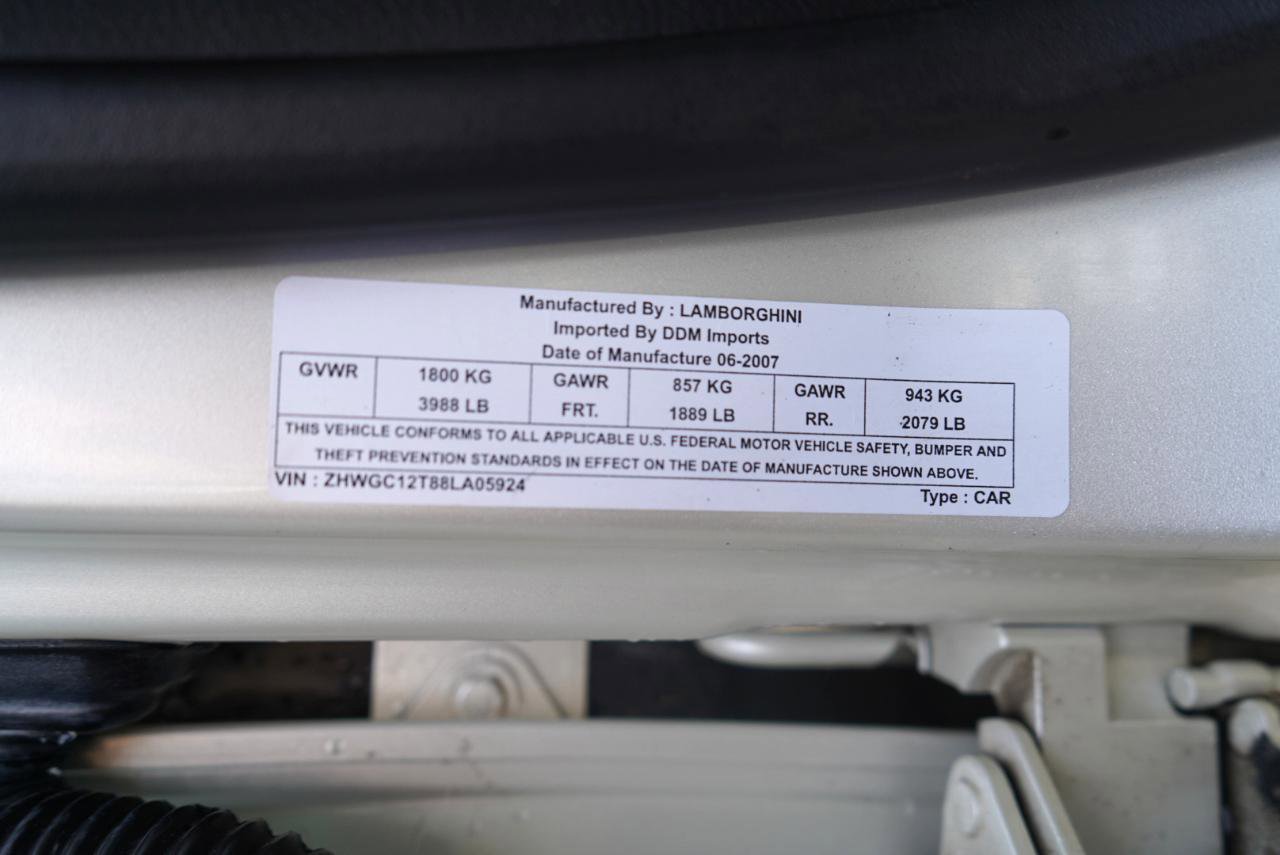 Manufactured By : LAMBORGHINI
Imported By DDM Imports
Date of Manufacture 06-2007
GVWR 1800 KG GAWR 857 KG GAWR 943 KG
3988 LB FRT. 1889 LB RR. 2079 LB
THIS VEHICLE CONFORMS TO ALL APPLICABLE U.S. FEDERAL MOTOR VEHICLE SAFETY, BUMPER AND
THEFT PREVENTION STANDARDS IN EFFECT ON THE DATE OF MANUFACTURE SHOWN ABOVE.
VIN : ZHWGC12T88LA05924 Type : CAR